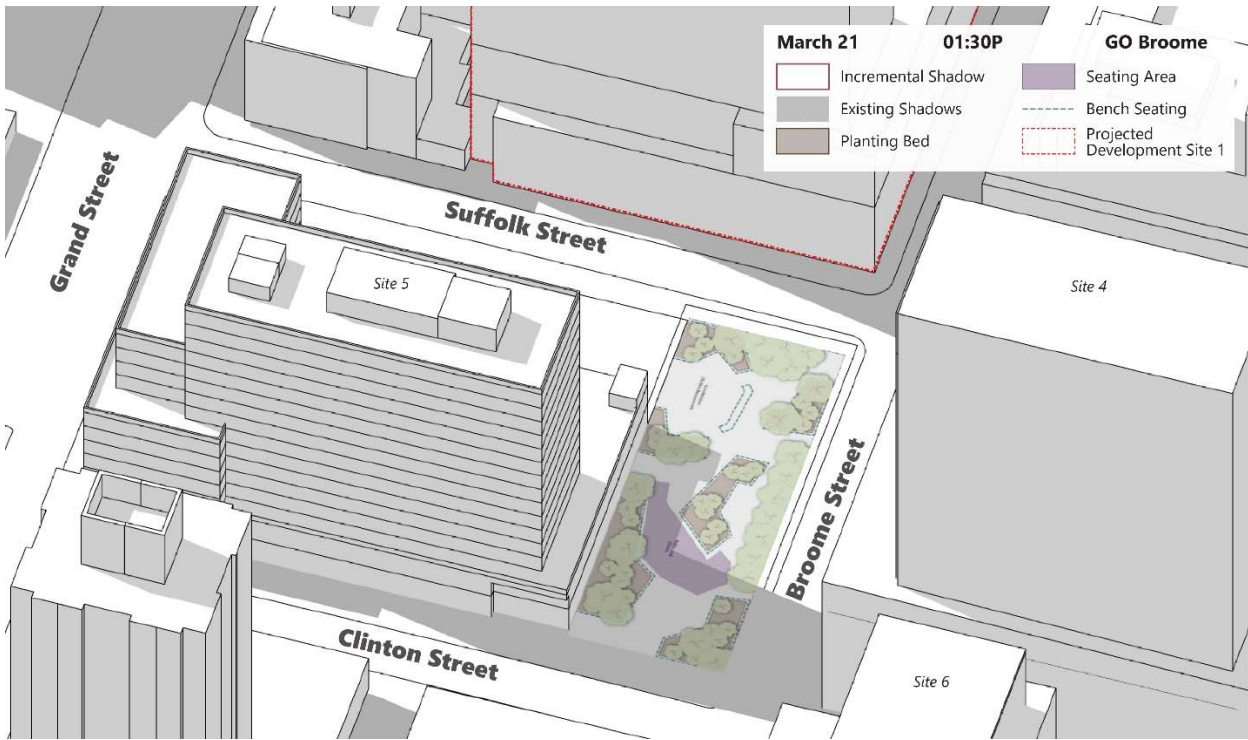 March 21 01:30P GO Broome
Incremental Shadow
Seating Area
Existing Shadows
Bench Seating
Planting Bed
Projected
Development Site 1
Grand Street
Suffolk Street
Site 5
Site 4
Broome Street
Clinton Street
Site 6